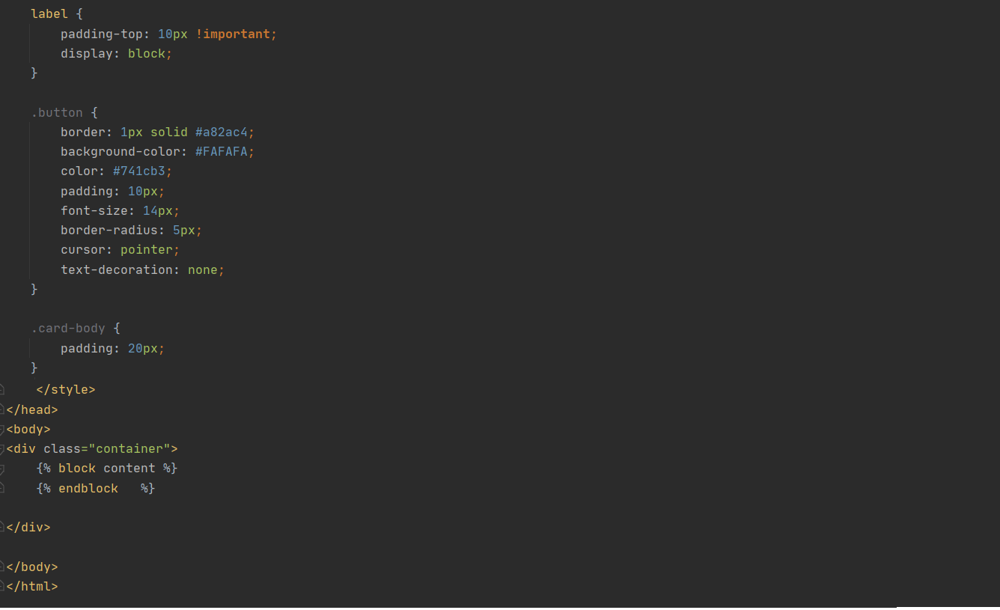 label {
padding-top: 10px !important;
display: block;
}
.button {
border: 1px solid #a82ac4;
background-color: #FAFAFA;
color: #741cb3;
padding: 10px;
font-size: 14px;
border-radius: 5px;
cursor: pointer;
text-decoration: none;
}
.card-body {
padding: 20px;
}
</style>
</head>
<body>
<div class="container">
{% block content %}
{% endblock   %}
</div>
</body>
</html>